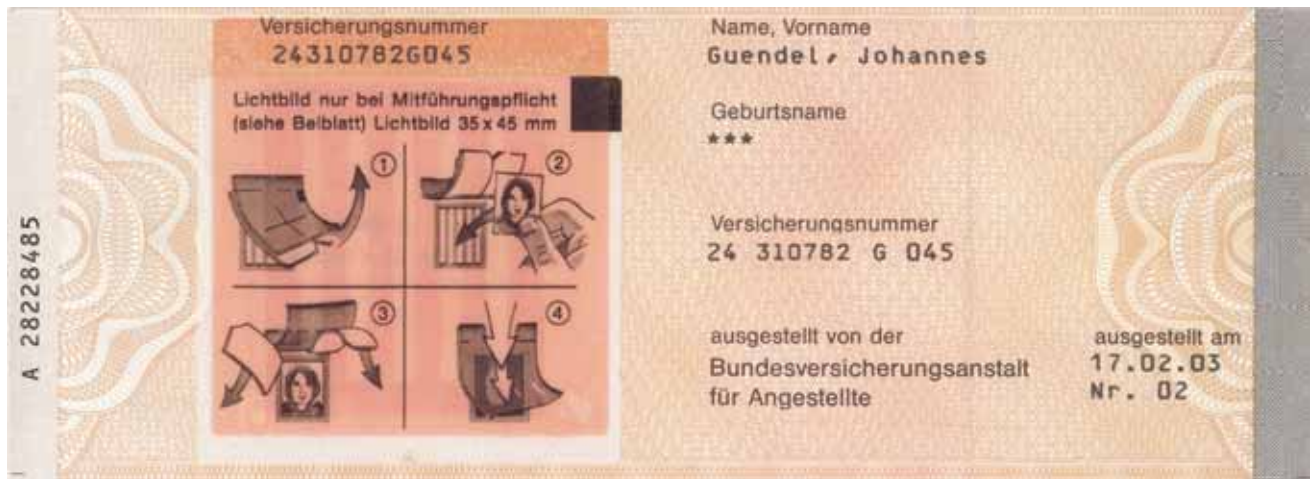 Versicherungsnummer
24310782G045
Lichtbild nur bei Mitführungspflicht
(siehe Beiblatt) Lichtbild 35 x 45 mm
1
2
3
4
A 28228485
Name, Vorname
Guendel, Johannes
Geburtsname
***
Versicherungsnummer
24 310782 G 045
ausgestellt von der
Bundesversicherungsanstalt
für Angestellte
ausgestellt am
17.02.03
Nr. 02